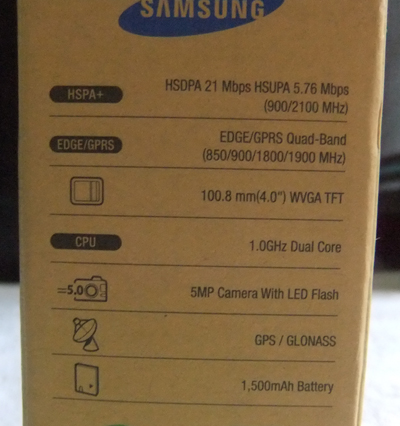 SAMSUNG
HSPA+
HSDPA 21 Mbps HSUPA 5.76 Mbps
(900/2100 MHz)
EDGE/GPRS
EDGE/GPRS Quad-Band
(850/900/1800/1900 MHz)
100.8 mm(4.0″) WVGA TFT
CPU
1.0GHz Dual Core
=5.0
5MP Camera With LED Flash
GPS / GLONASS
1,500mAh Battery